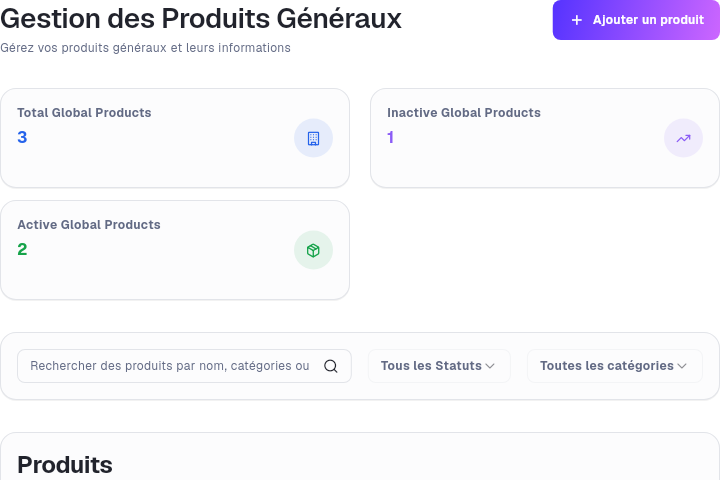 Gestion des Produits Généraux
Ajouter un produit
Gérez vos produits généraux et leurs informations
Total Global Products
3
Inactive Global Products
1
Active Global Products
2
Rechercher des produits par nom, catégories ou
Tous les Statuts
Toutes les catégories
Produits